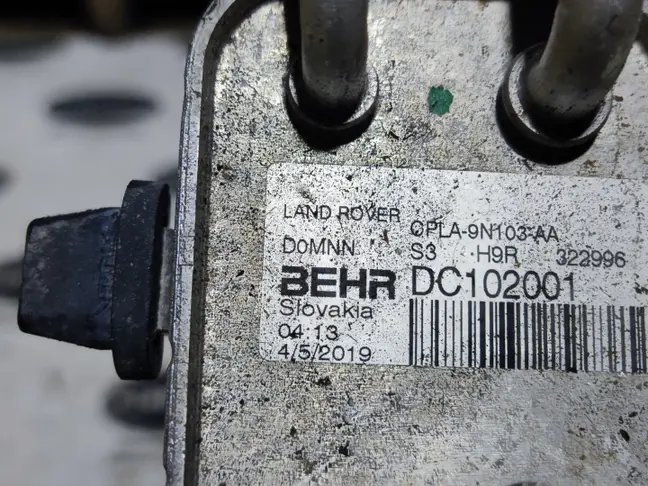 LAND ROVER CPLA-9N103-AA
D0MNN S3 H9R 322996
BEHR DC102001
Slovakia
04:13
4/5/2019